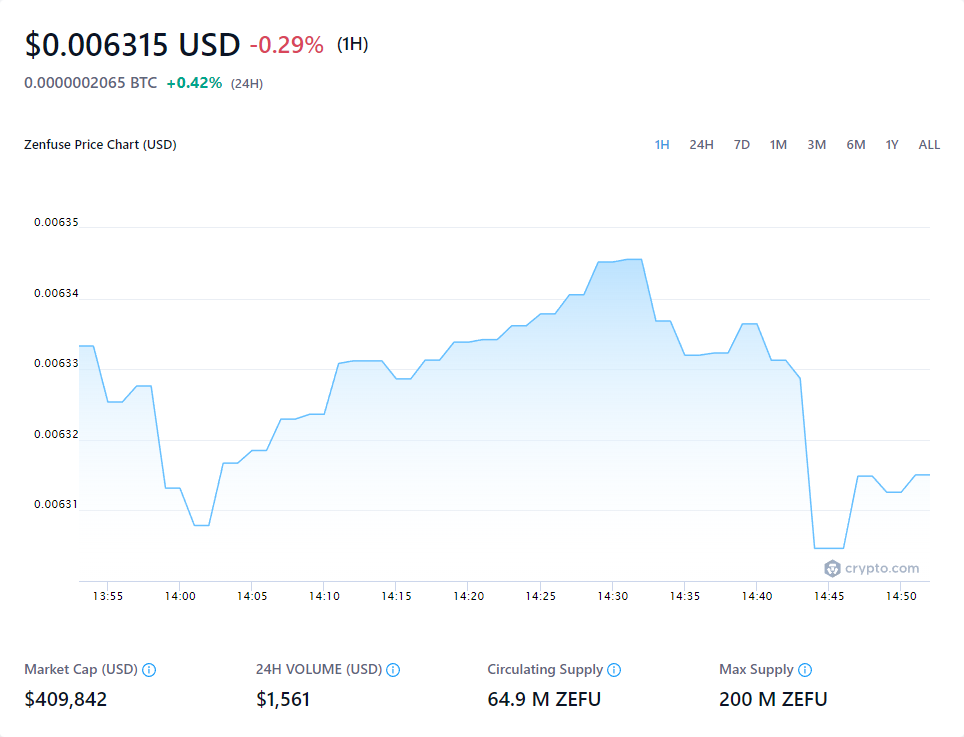 $0.006315 USD -0.29% (1H)
0.0000002065 BTC +0.42% (24H)
Zenfuse Price Chart (USD) 1H 24H 7D 1M 3M 6M 1Y ALL
0.00635
0.00634
0.00633
0.00632
0.00631
crypto.com
13:55 14:00 14:05 14:10 14:15 14:20 14:25 14:30 14:35 14:40 14:45 14:50
Market Cap (USD) 24H VOLUME (USD) Circulating Supply Max Supply
$409,842 $1,561 64.9 M ZEFU 200 M ZEFU